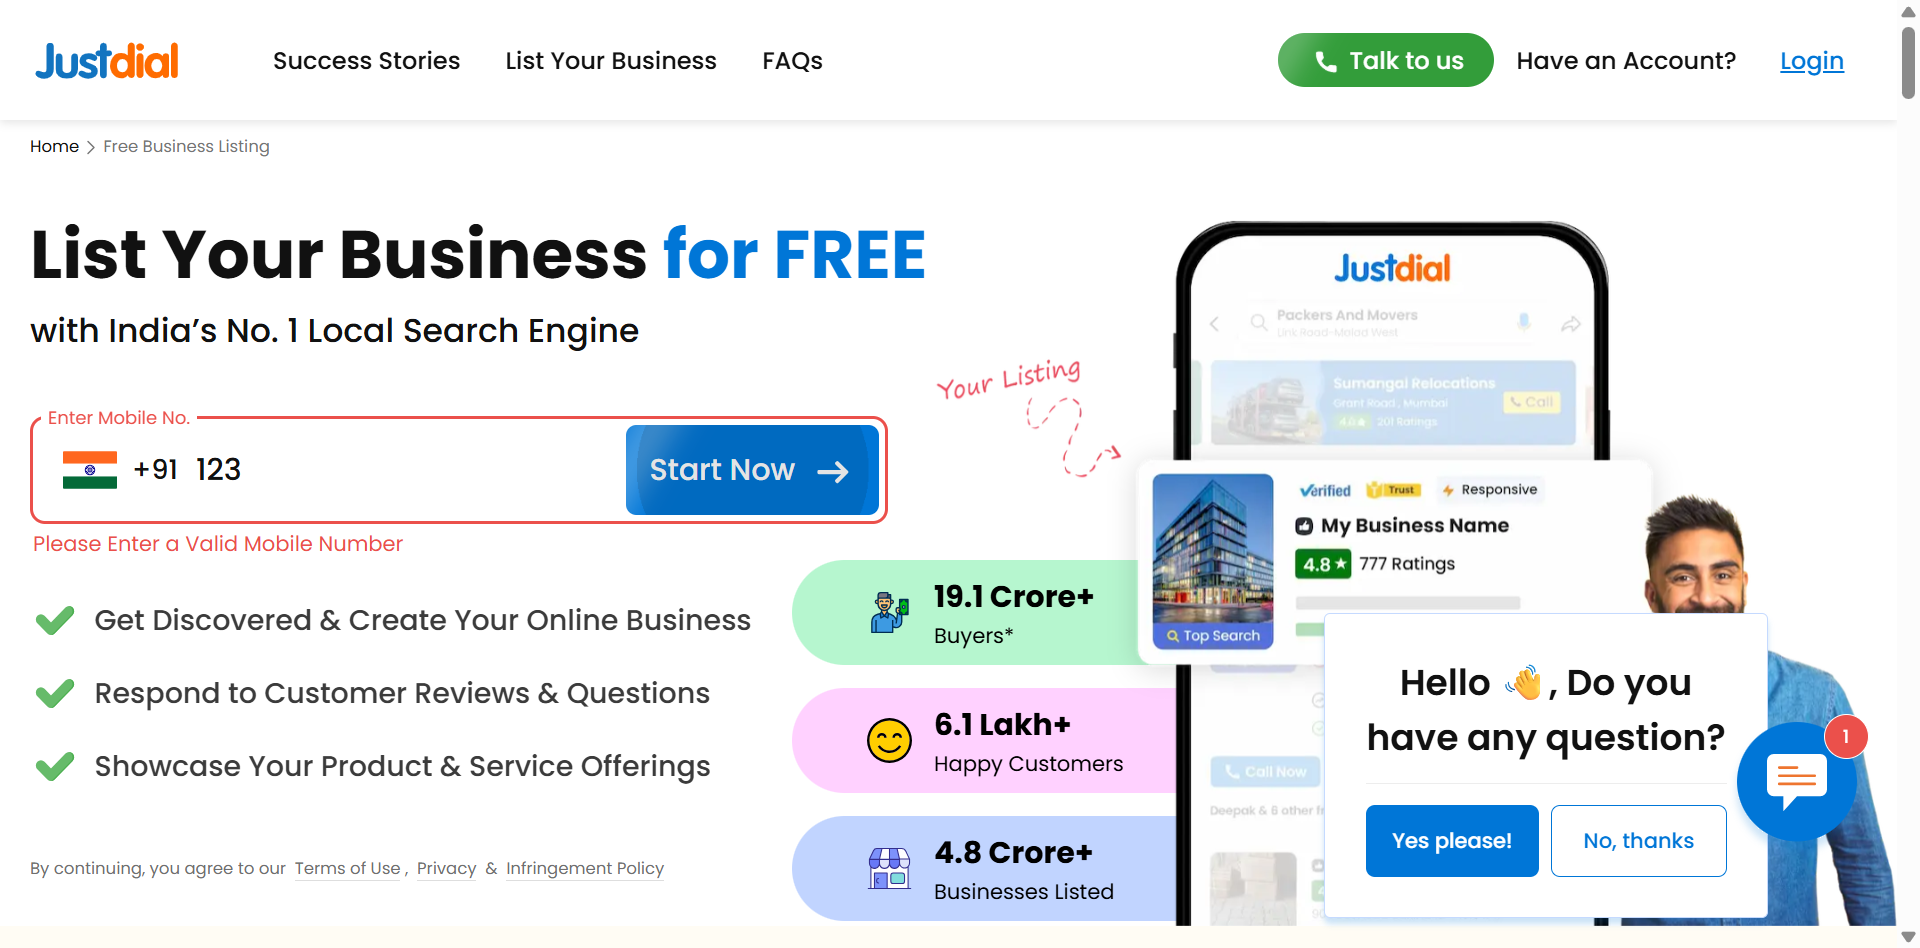 Justdial
Success Stories
List Your Business
FAQs
Talk to us
Have an Account?
Login
Home
Free Business Listing
List Your Business for FREE
with India's No. 1 Local Search Engine
Enter Mobile No.
+91 123
Start Now
Please Enter a Valid Mobile Number
Get Discovered & Create Your Online Business
Respond to Customer Reviews & Questions
Showcase Your Product & Service Offerings
By continuing, you agree to our Terms of Use , Privacy & Infringement Policy
19.1 Crore+
Buyers*
6.1 Lakh+
Happy Customers
4.8 Crore+
Businesses Listed
Your Listing
Justdial
Packers And Movers
Link Road-Malad West
Sumangal Relocations
Grant Road , Mumbai
4.0
201 Ratings
Call
Verified
Trust
Responsive
My Business Name
4.8
777 Ratings
Top Search
Call Now
Deepak & 6 other
Hello 👋, Do you
have any question?
Yes please!
No, thanks
1